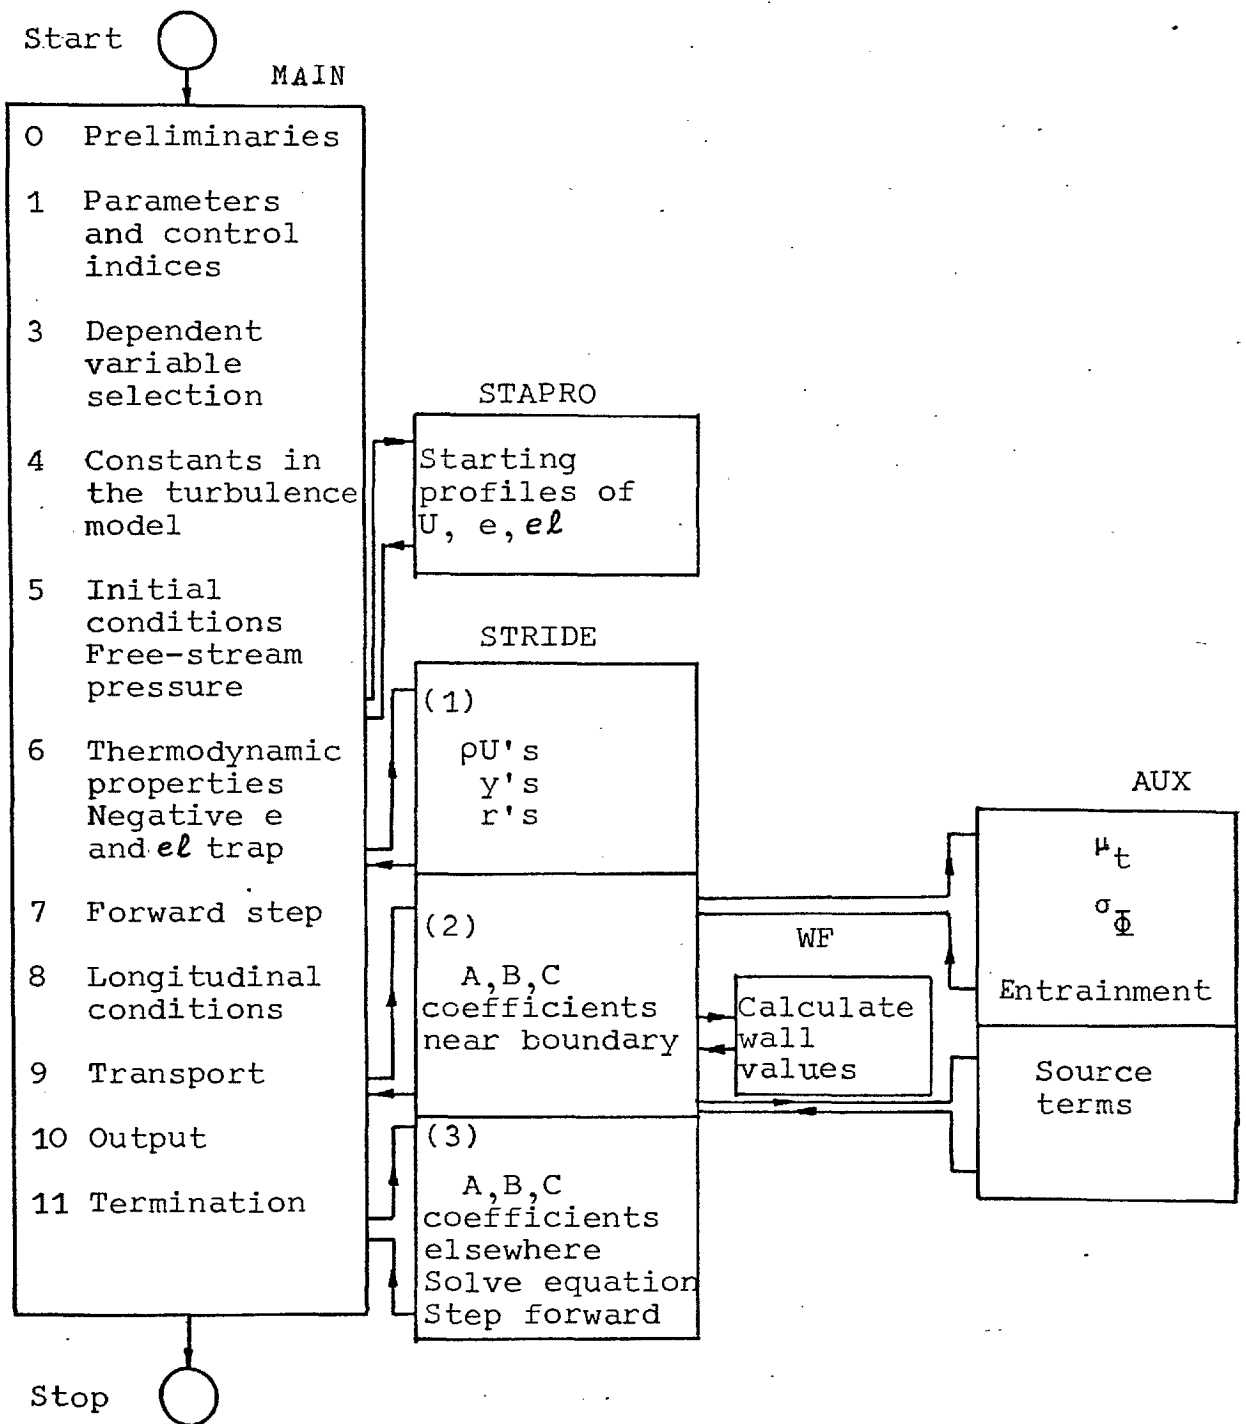 Start
MAIN
0 Preliminaries
1 Parameters
and control
indices
3 Dependent
variable
selection
4 Constants in
the turbulence
model
5 Initial
conditions
Free-stream
pressure
6 Thermodynamic
properties
Negative e
and eℓ trap
7 Forward step
8 Longitudinal
conditions
9 Transport
10 Output
11 Termination
Stop
STAPRO
Starting
profiles of
U, e, eℓ
STRIDE
(1)
ρU's
y's
r's
(2)
A,B,C
coefficients
near boundary
(3)
A,B,C
coefficients
elsewhere
Solve equation
Step forward
WF
Calculate
wall
values
AUX
μt
σΦ
Entrainment
Source
terms